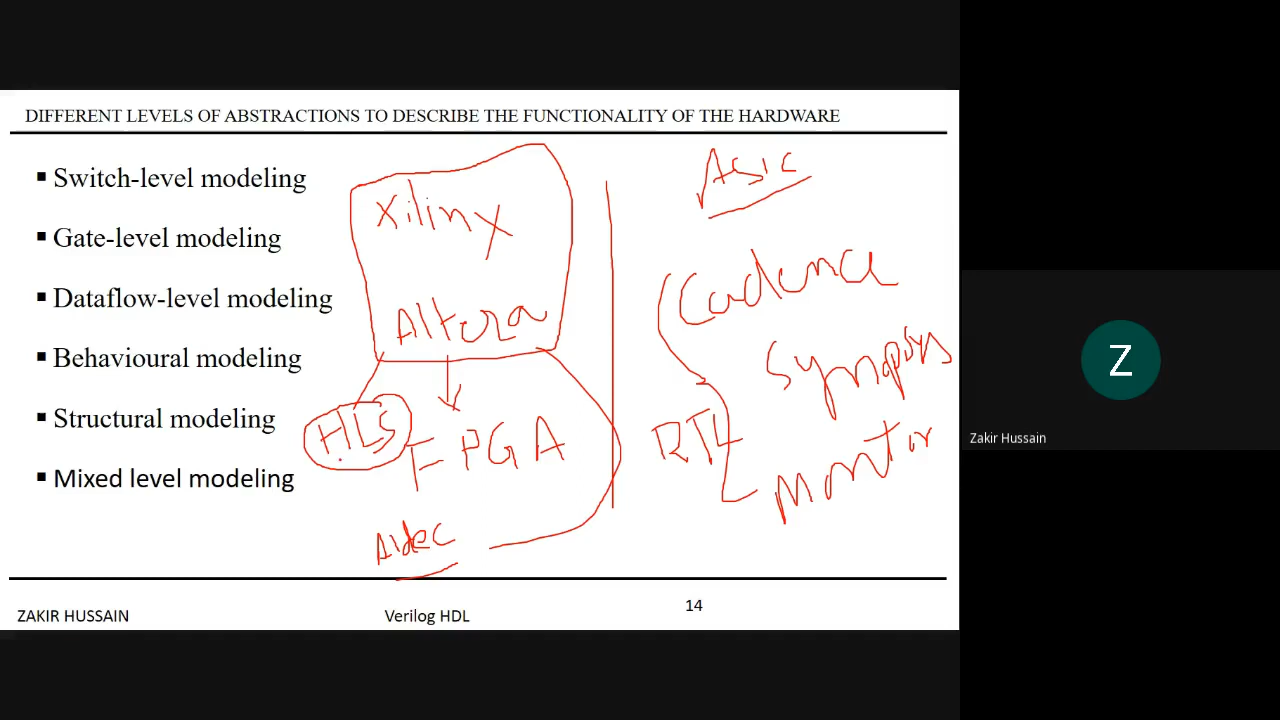 DIFFERENT LEVELS OF ABSTRACTIONS TO DESCRIBE THE FUNCTIONALITY OF THE HARDWARE
▪ Switch-level modeling
▪ Gate-level modeling
▪ Dataflow-level modeling
▪ Behavioural modeling
▪ Structural modeling
▪ Mixed level modeling
Xilinx
Altera
HLS
FPGA
Aldec
Asic
Cadence
Synopsys
RTL
mentor
ZAKIR HUSSAIN
Verilog HDL
14
Z
Zakir Hussain